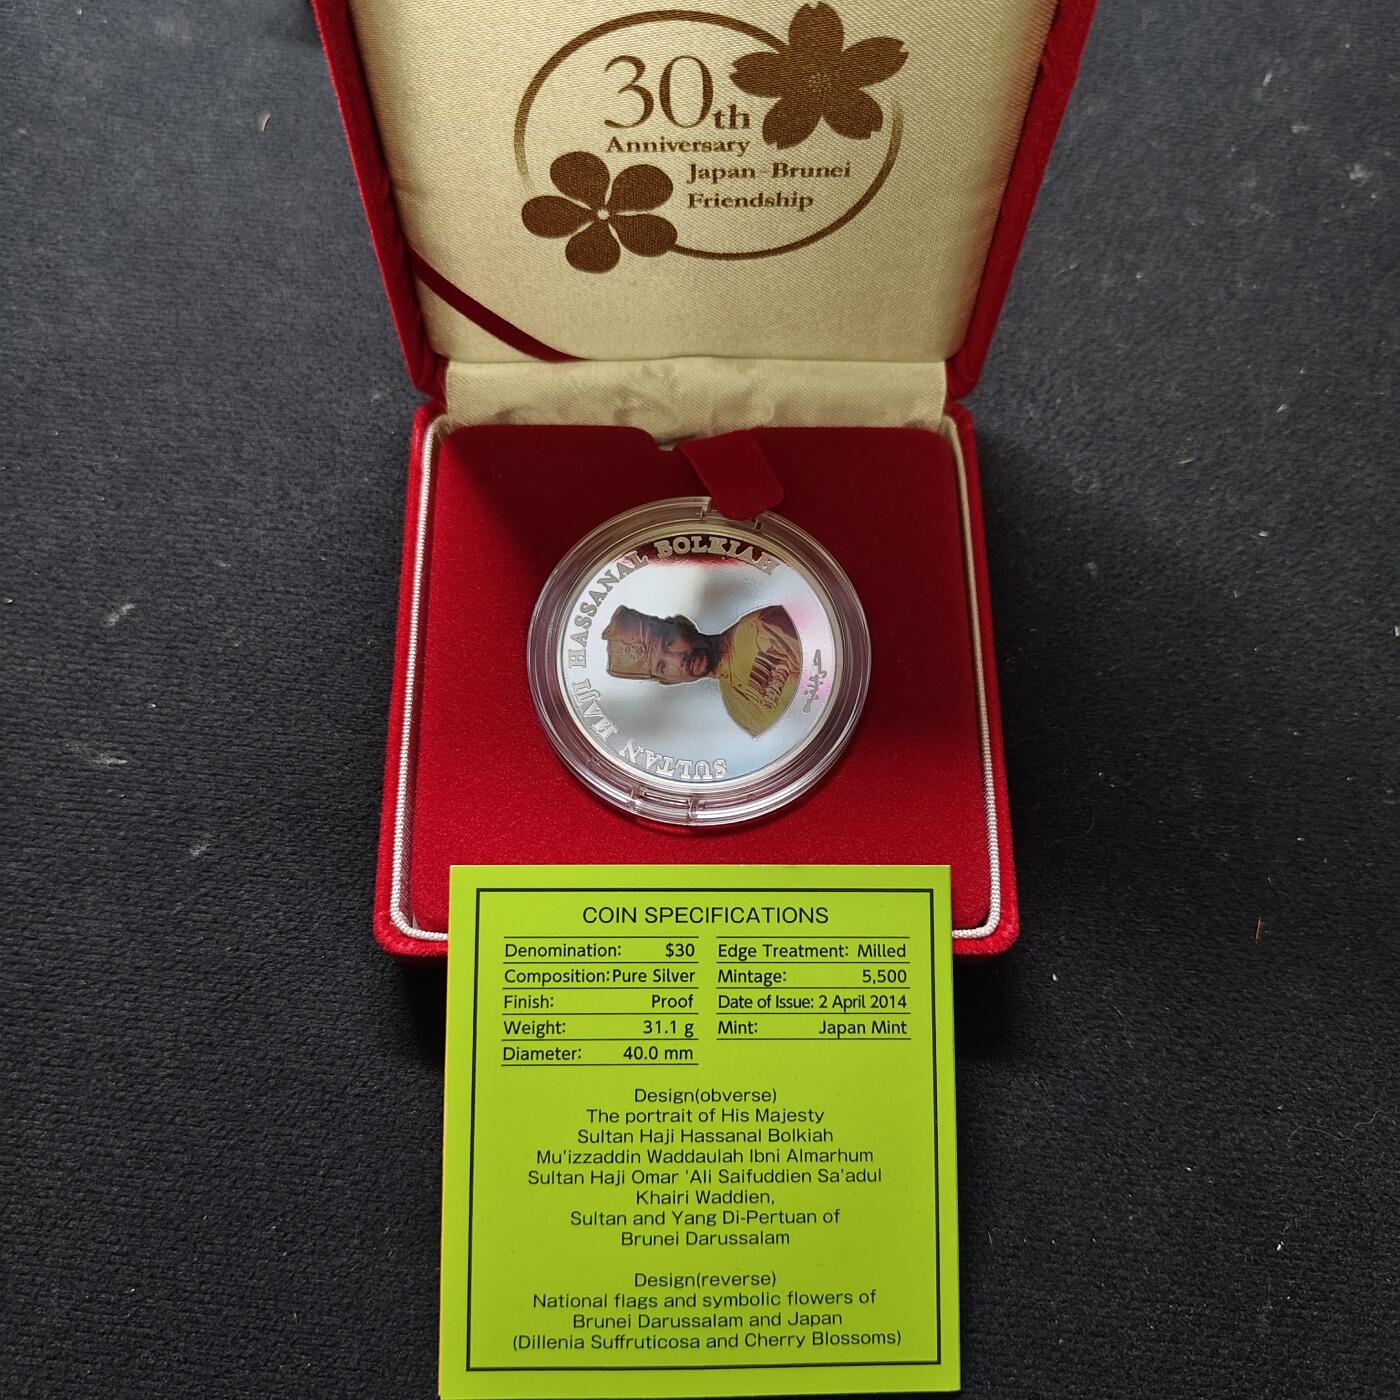 30th
Anniversary
Japan-Brunei
Friendship
SULTAN HAJI HASSANAL BOLKIAH
COIN SPECIFICATIONS
Denomination: $30
Composition: Pure Silver
Finish: Proof
Weight: 31.1 g
Diameter: 40.0 mm
Edge Treatment: Milled
Mintage: 5,500
Date of Issue: 2 April 2014
Mint: Japan Mint
Design(obverse)
The portrait of His Majesty
Sultan Haji Hassanal Bolkiah
Mu'izzaddin Waddaulah Ibni Almarhum
Sultan Haji Omar 'Ali Saifuddien Sa'adul
Khairi Waddien,
Sultan and Yang Di-Pertuan of
Brunei Darussalam
Design(reverse)
National flags and symbolic flowers of
Brunei Darussalam and Japan
(Dillenia Suffruticosa and Cherry Blossoms)